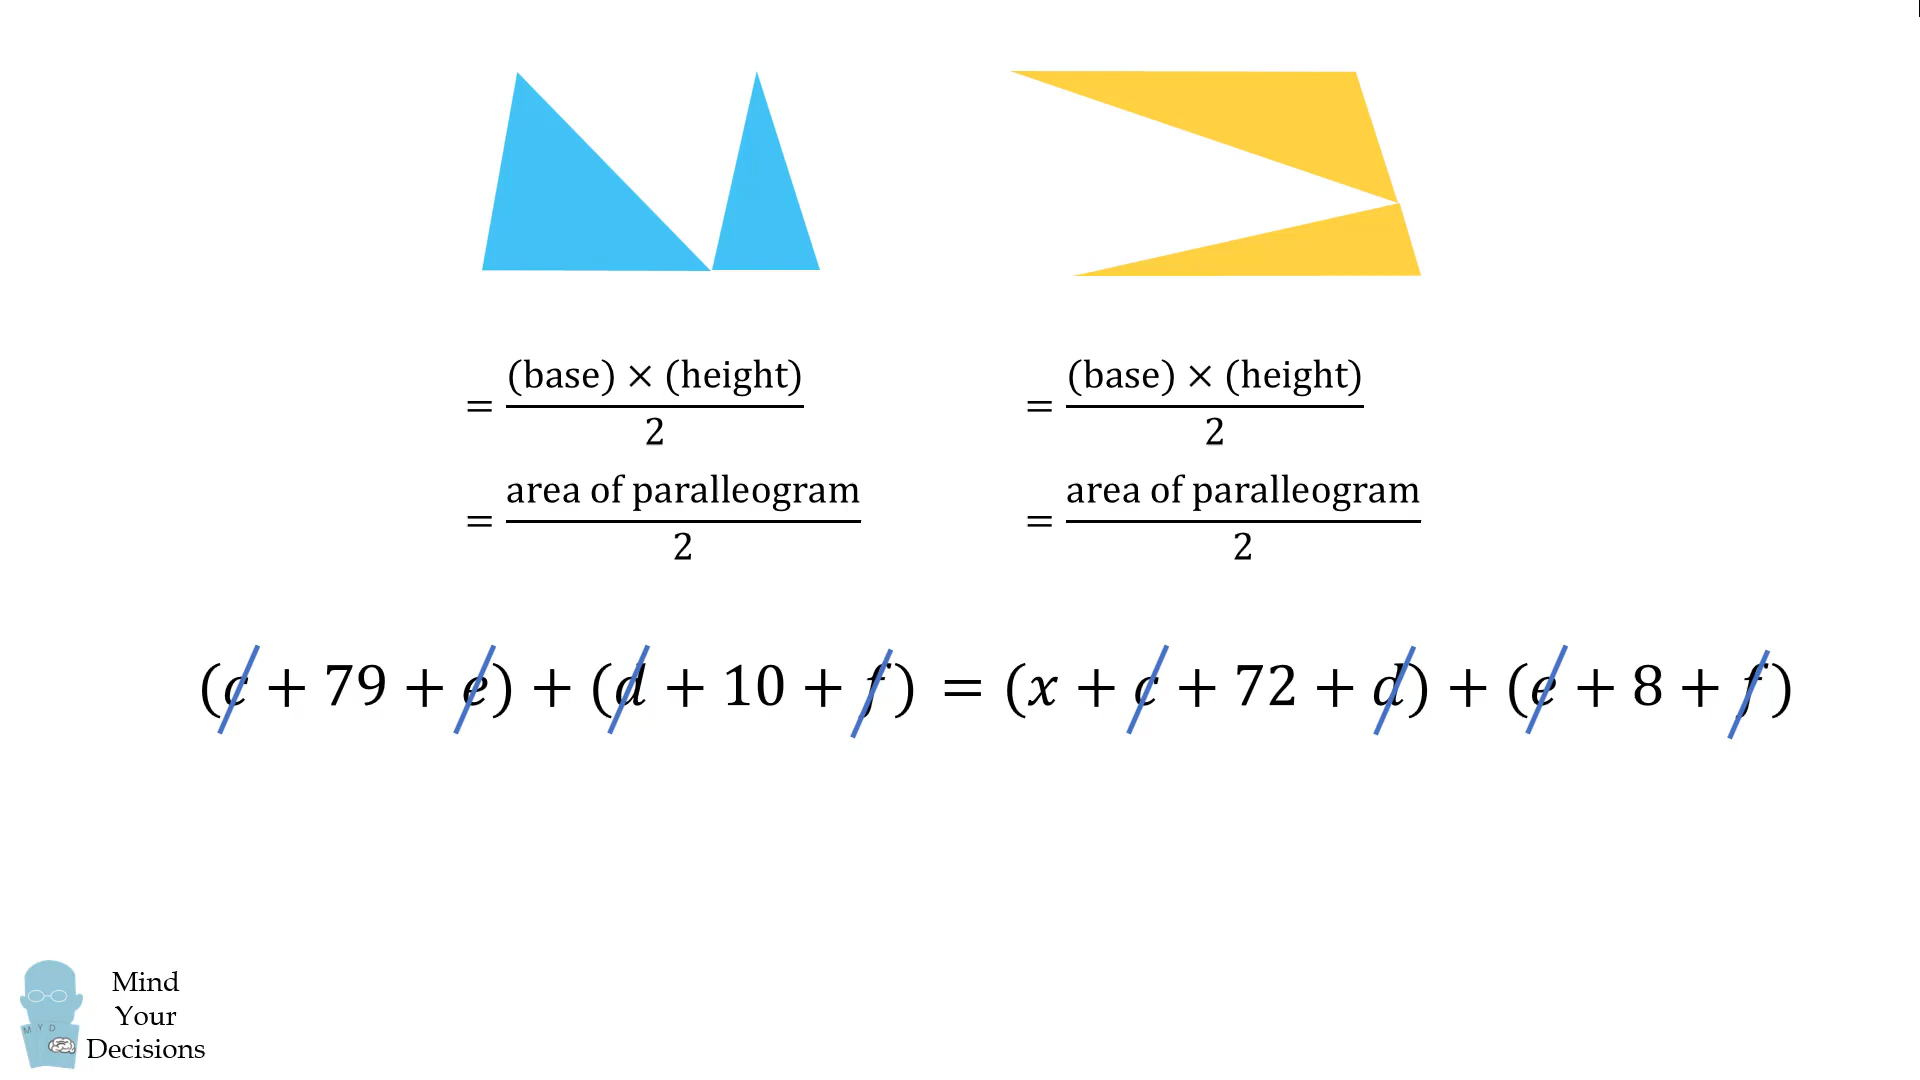 = (base) × (height) / 2 = (base) × (height) / 2
= area of paralleogram / 2 = area of paralleogram / 2
(c + 79 + e) + (d + 10 + f) = (x + c + 72 + d) + (e + 8 + f)
M Y D
Mind
Your
Decisions